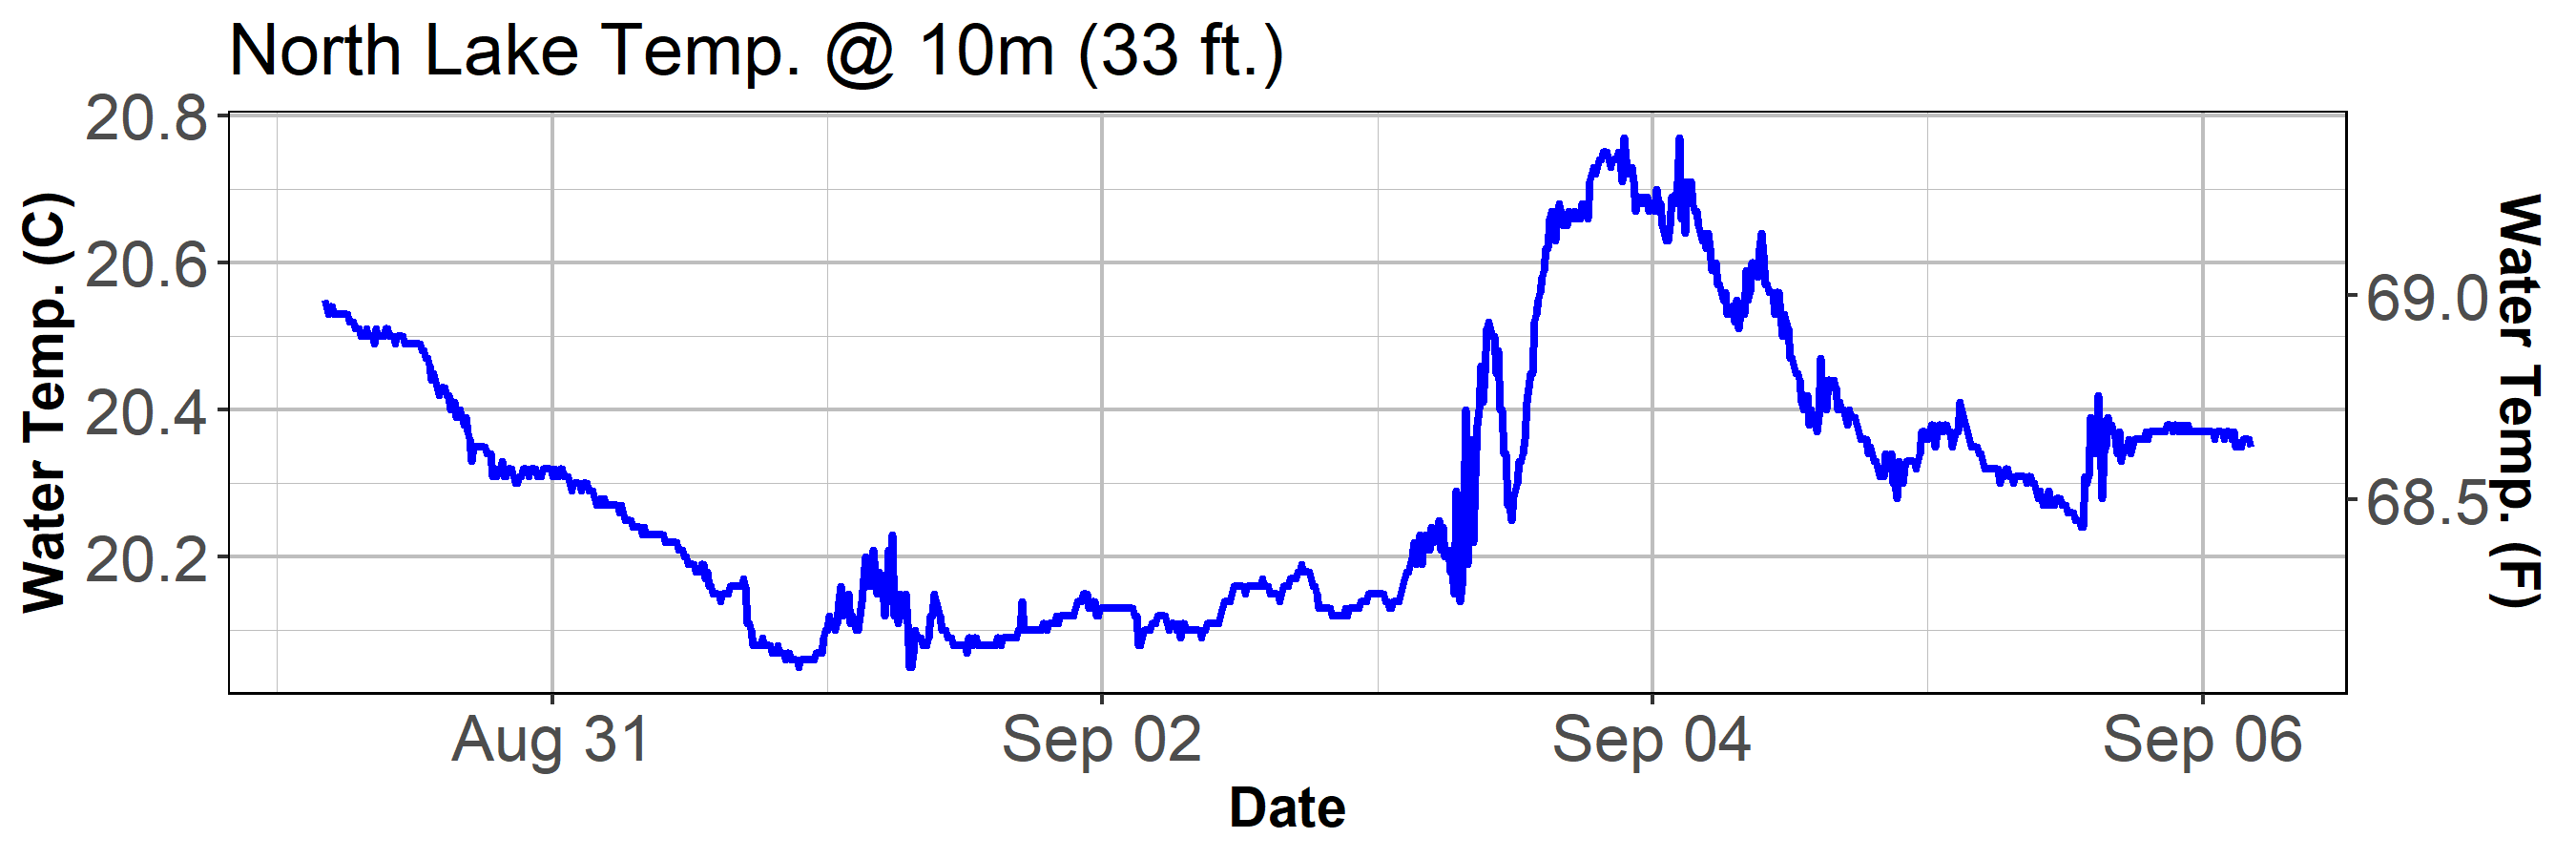 North Lake Temp. @ 10m (33 ft.)
Water Temp. (C)
20.8
20.6
20.4
20.2
69.0
68.5
Water Temp. (F)
Aug 31 Sep 02 Sep 04 Sep 06
Date